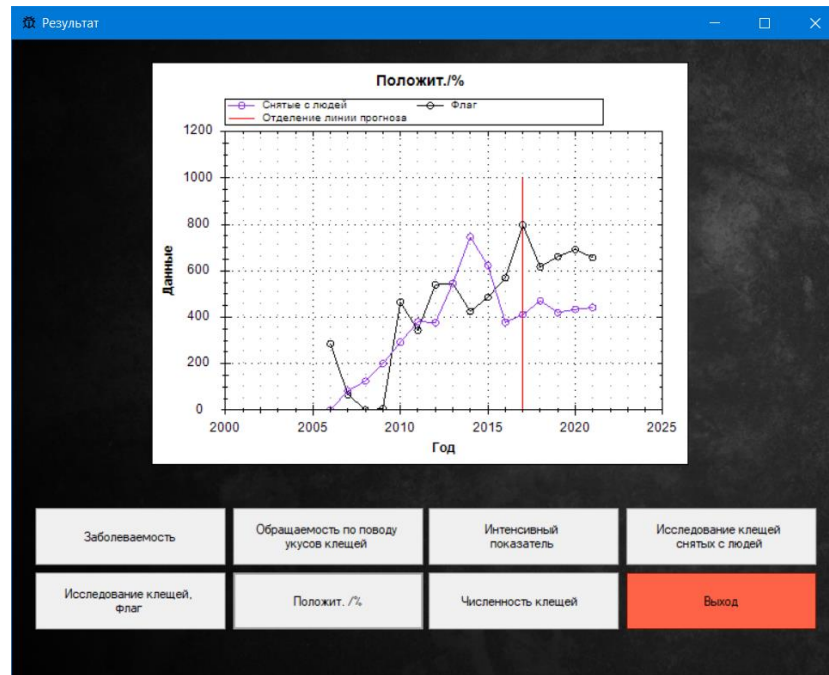 Результат
Положит./%
Снятые с людей
Флаг
Отделение линии прогноза
1200
1000
800
600
400
200
0
Данные
2000
2005
2010
2015
2020
2025
Год
Заболеваемость
Обращаемость по поводу
укусов клещей
Интенсивный
показатель
Исследование клещей
снятых с людей
Исследование клещей,
флаг
Положит. /%
Численность клещей
Выход